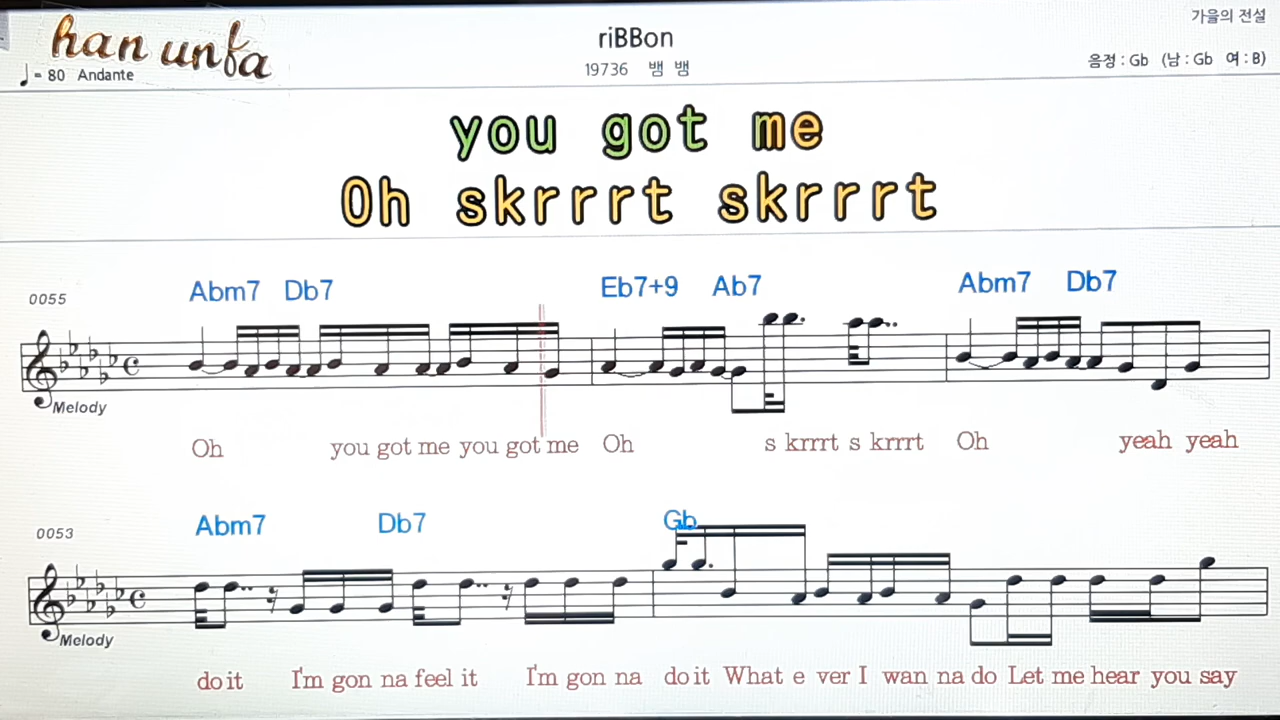 가을의 전설
han unfa
riBBon
♩= 80 Andante
19736 뱀 뱀
음정 : Gb (남 : Gb 여 : B)
you got me
Oh skrrrt skrrrt
Abm7 Db7 Eb7+9 Ab7 Abm7 Db7
0055
Melody
Oh you got me you got me Oh s krrrt s krrrt Oh yeah yeah
Abm7 Db7 Gb
0053
Melody
do it I'm gon na feel it I'm gon na do it What e ver I wan na do Let me hear you say